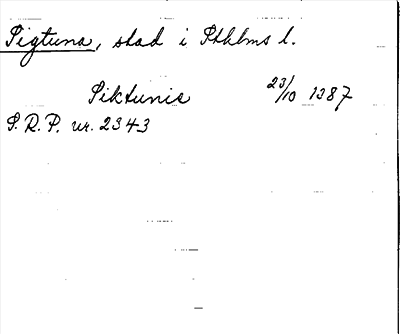 Sigtuna, stad i Sthlms l.
Siktunis 23/10 1387
S.R.P. nr. 2343